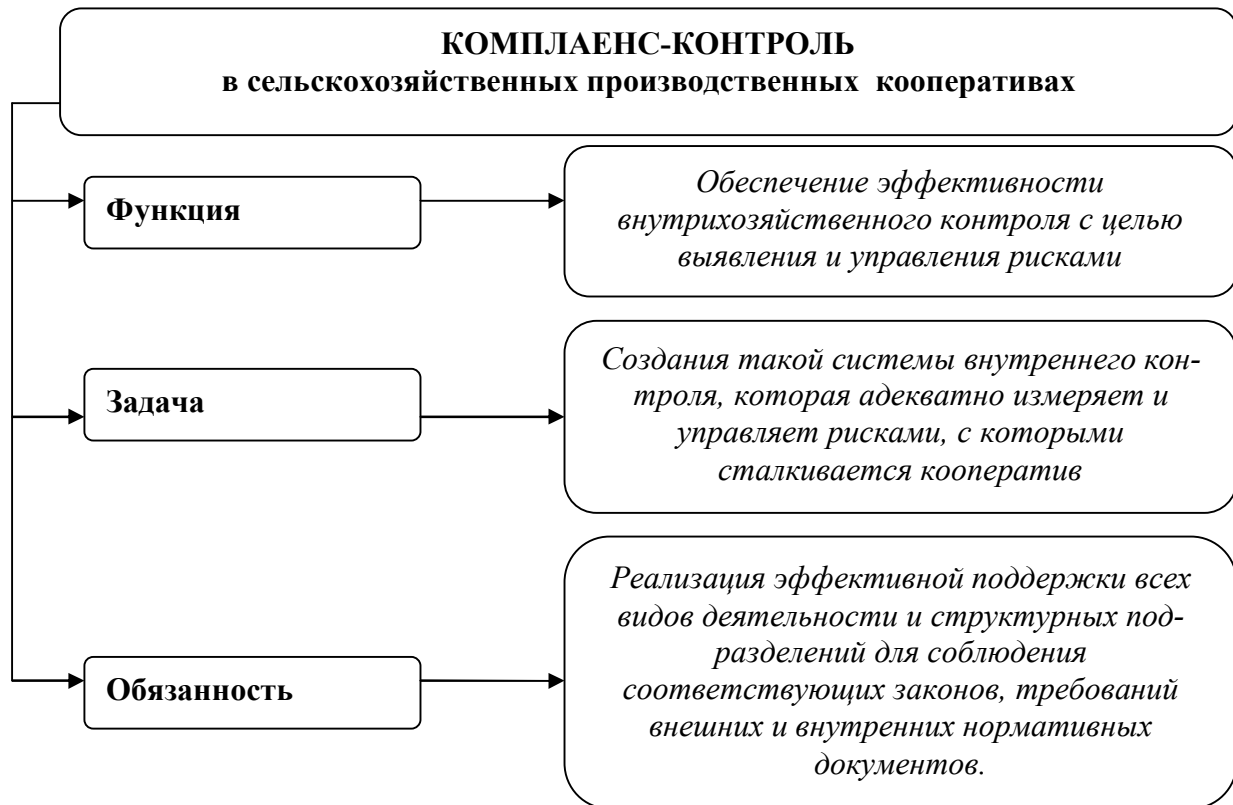 КОМПЛАЕНС-КОНТРОЛЬ
в сельскохозяйственных производственных кооперативах
Функция
Обеспечение эффективности
внутрихозяйственного контроля с целью
выявления и управления рисками
Задача
Создания такой системы внутреннего кон-
троля, которая адекватно измеряет и
управляет рисками, с которыми
сталкивается кооператив
Обязанность
Реализация эффективной поддержки всех
видов деятельности и структурных под-
разделений для соблюдения
соответствующих законов, требований
внешних и внутренних нормативных
документов.